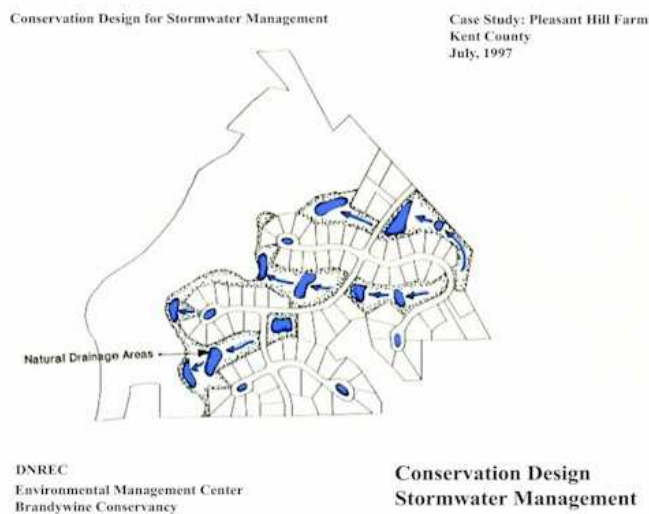 Conservation Design for Stormwater Management
Case Study: Pleasant Hill Farm
Kent County
July, 1997
Natural Drainage Areas
DNREC
Environmental Management Center
Brandywine Conservancy
Conservation Design
Stormwater Management